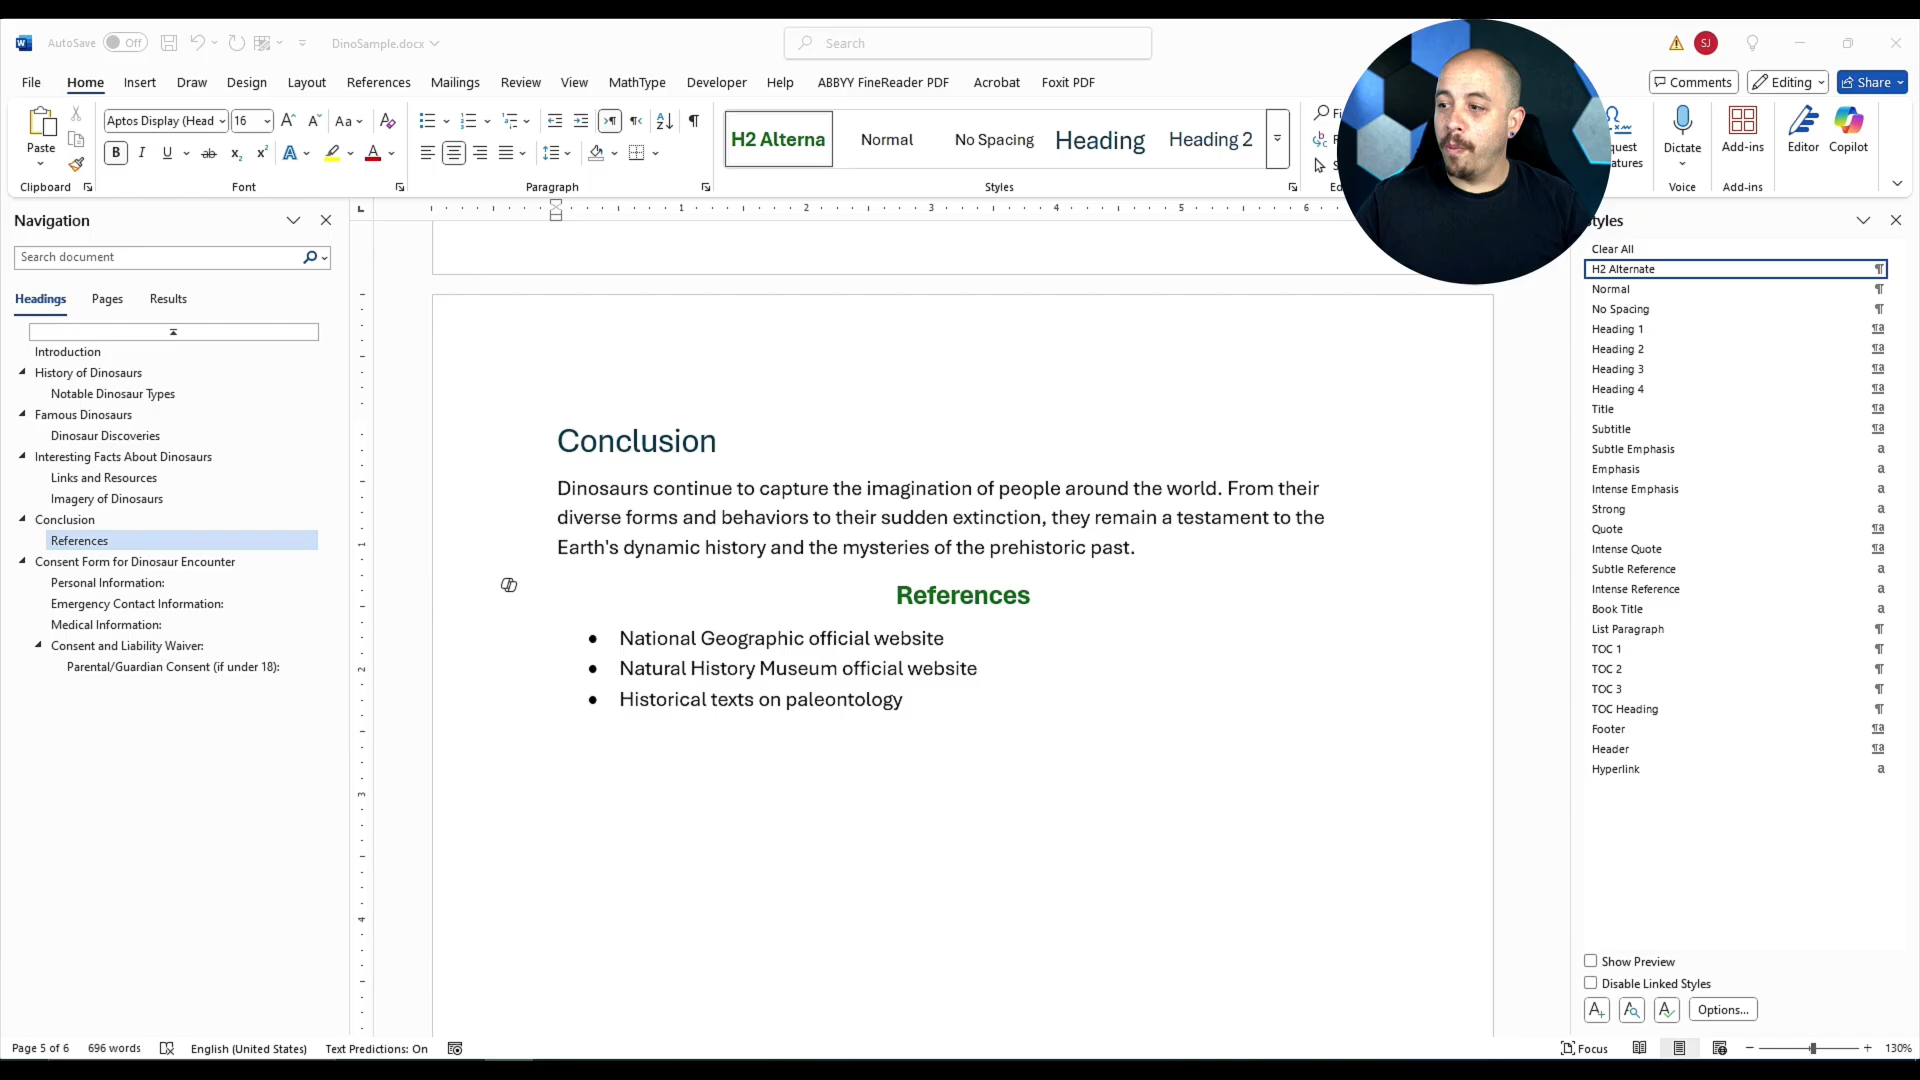 AutoSave Off DinoSample.docx Search SJ
File Home Insert Draw Design Layout References Mailings Review View MathType Developer Help ABBYY FineReader PDF Acrobat Foxit PDF Comments Editing Share
Paste
Clipboard
Aptos Display (Head 16
Font
Paragraph
H2 Alterna Normal No Spacing Heading Heading 2
Styles
Dictate
Voice
Add-ins
Add-ins
Editor
Copilot
Navigation
Search document
Headings Pages Results
Introduction
History of Dinosaurs
Notable Dinosaur Types
Famous Dinosaurs
Dinosaur Discoveries
Interesting Facts About Dinosaurs
Links and Resources
Imagery of Dinosaurs
Conclusion
References
Consent Form for Dinosaur Encounter
Personal Information:
Emergency Contact Information:
Medical Information:
Consent and Liability Waiver:
Parental/Guardian Consent (if under 18):
1 2 3 4 5 6
1
2
3
4
Conclusion
Dinosaurs continue to capture the imagination of people around the world. From their
diverse forms and behaviors to their sudden extinction, they remain a testament to the
Earth's dynamic history and the mysteries of the prehistoric past.
References
• National Geographic official website
• Natural History Museum official website
• Historical texts on paleontology
Clear All
H2 Alternate
Normal
No Spacing
Heading 1
Heading 2
Heading 3
Heading 4
Title
Subtitle
Subtle Emphasis
Emphasis
Intense Emphasis
Strong
Quote
Intense Quote
Subtle Reference
Intense Reference
Book Title
List Paragraph
TOC 1
TOC 2
TOC 3
TOC Heading
Footer
Header
Hyperlink
Show Preview
Disable Linked Styles
Options...
Page 5 of 6 696 words English (United States) Text Predictions: On Focus 130%